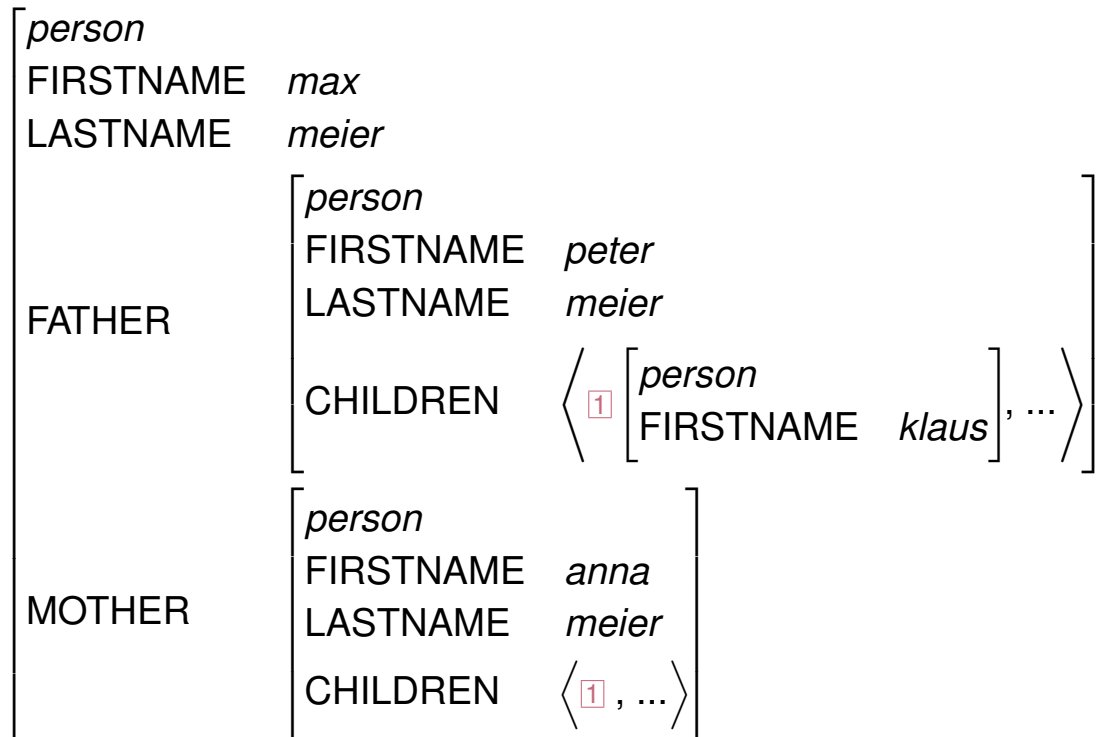 person
FIRSTNAME max
LASTNAME meier
FATHER
person
FIRSTNAME peter
LASTNAME meier
CHILDREN ⟨ 1 [ person
FIRSTNAME klaus ] , ... ⟩
MOTHER
person
FIRSTNAME anna
LASTNAME meier
CHILDREN ⟨ 1 , ... ⟩